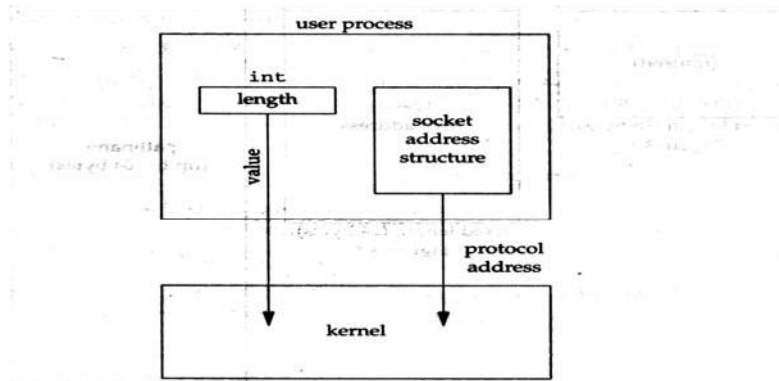 user process
int
length
socket
address
structure
value
protocol
address
kernel